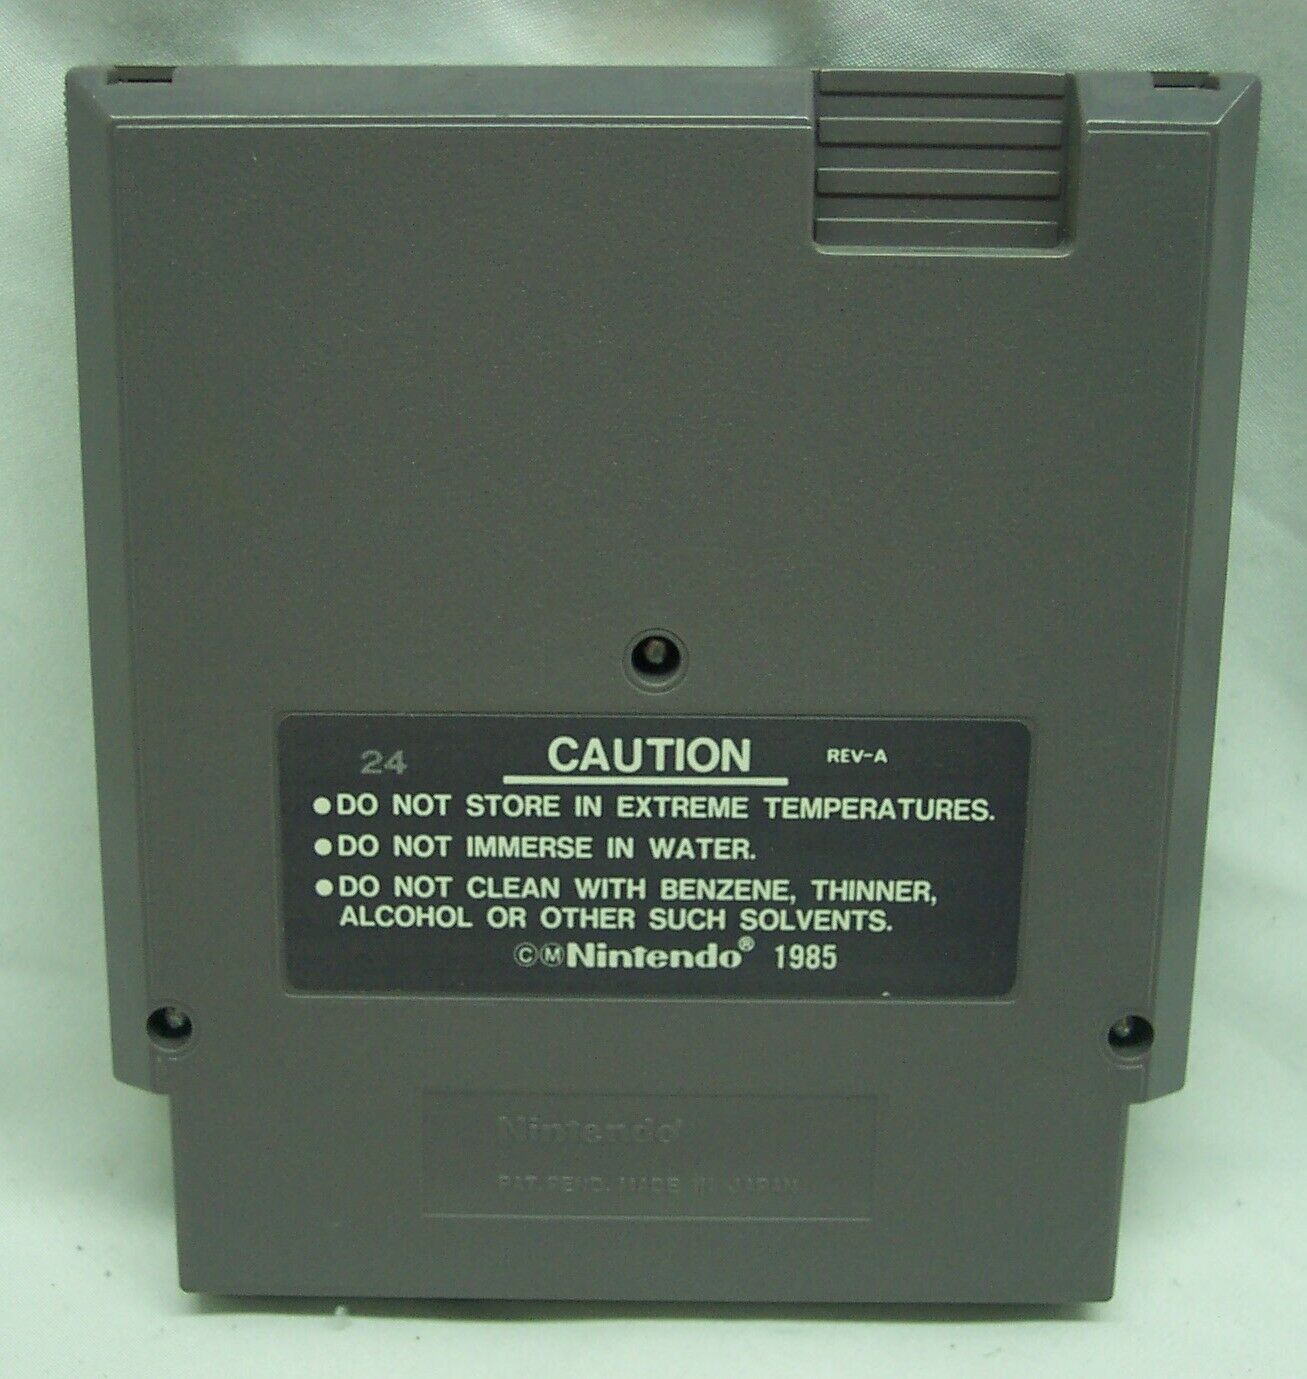 24 CAUTION REV-A
●DO NOT STORE IN EXTREME TEMPERATURES.
●DO NOT IMMERSE IN WATER.
●DO NOT CLEAN WITH BENZENE, THINNER,
ALCOHOL OR OTHER SUCH SOLVENTS.
©Ⓜ Nintendo® 1985
Nintendo®
PAT. PEND. MADE IN JAPAN